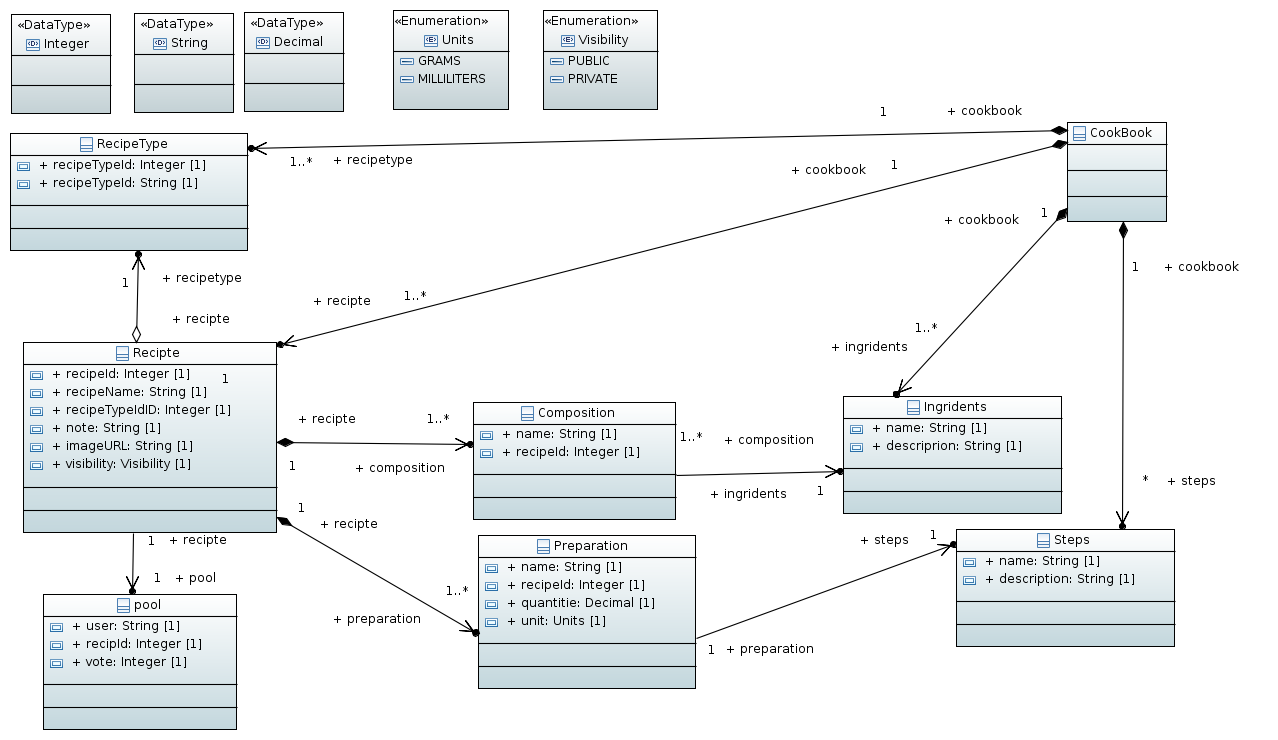 «DataType»
Integer
«DataType»
String
«DataType»
Decimal
«Enumeration»
Units
GRAMS
MILLILITERS
«Enumeration»
Visibility
PUBLIC
PRIVATE
1
+ cookbook
CookBook
RecipeType
+ recipeTypeId: Integer [1]
+ recipeTypeId: String [1]
1..*
+ recipetype
+ cookbook
1
+ cookbook
1
1
+ cookbook
1
+ recipetype
+ recipte
+ recipte
1..*
1..*
+ ingridents
Recipte
+ recipeId: Integer [1]
1
+ recipeName: String [1]
+ recipeTypeIdID: Integer [1]
+ note: String [1]
+ imageURL: String [1]
+ visibility: Visibility [1]
+ recipte
1..*
1
+ composition
Composition
+ name: String [1]
+ recipeId: Integer [1]
1..*
+ composition
+ ingridents
1
Ingridents
+ name: String [1]
+ descriprion: String [1]
*
+ steps
1
+ recipte
1..*
+ preparation
Preparation
+ name: String [1]
+ recipeId: Integer [1]
+ quantitie: Decimal [1]
+ unit: Units [1]
+ steps
1
1
+ preparation
Steps
+ name: String [1]
+ description: String [1]
1
+ recipte
1
+ pool
pool
+ user: String [1]
+ recipId: Integer [1]
+ vote: Integer [1]